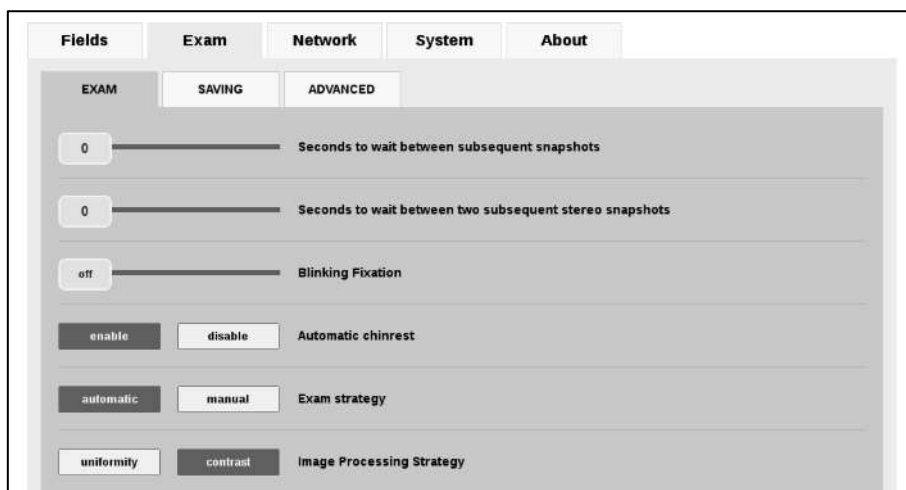 Fields Exam Network System About
EXAM SAVING ADVANCED
0 Seconds to wait between subsequent snapshots
0 Seconds to wait between two subsequent stereo snapshots
off Blinking Fixation
enable disable Automatic chinrest
automatic manual Exam strategy
uniformity contrast Image Processing Strategy